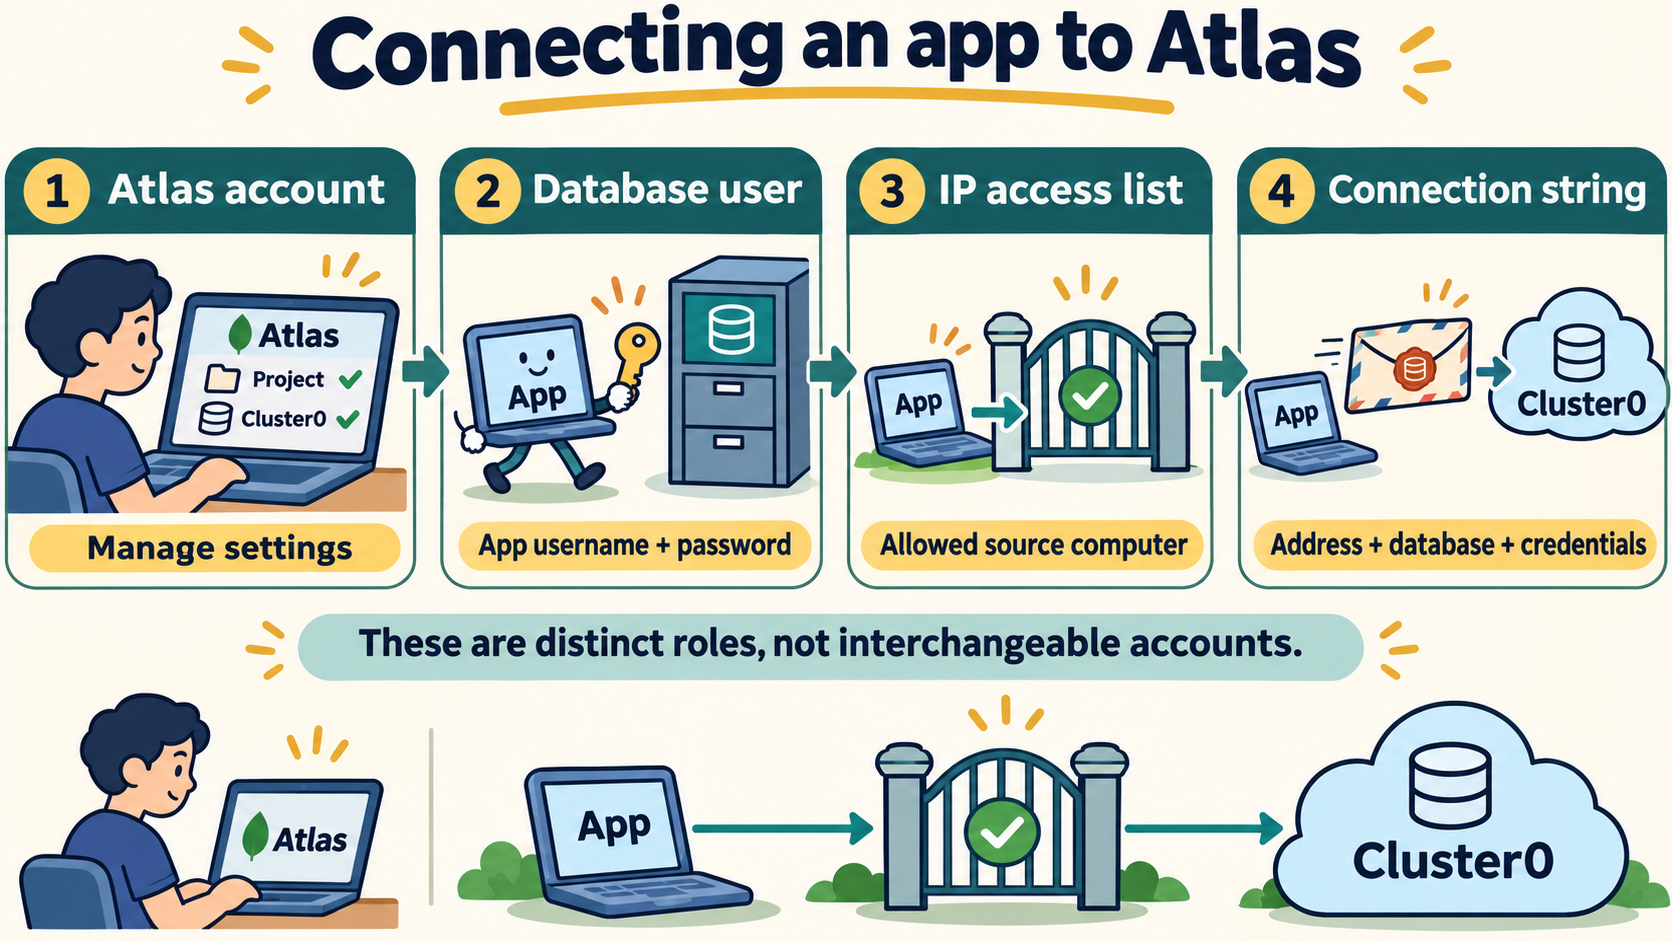 Connecting an app to Atlas
1 Atlas account
Atlas
Project
Cluster0
Manage settings
2 Database user
App
App username + password
3 IP access list
App
Allowed source computer
4 Connection string
App
Cluster0
Address + database + credentials
These are distinct roles, not interchangeable accounts.
Atlas
App
Cluster0